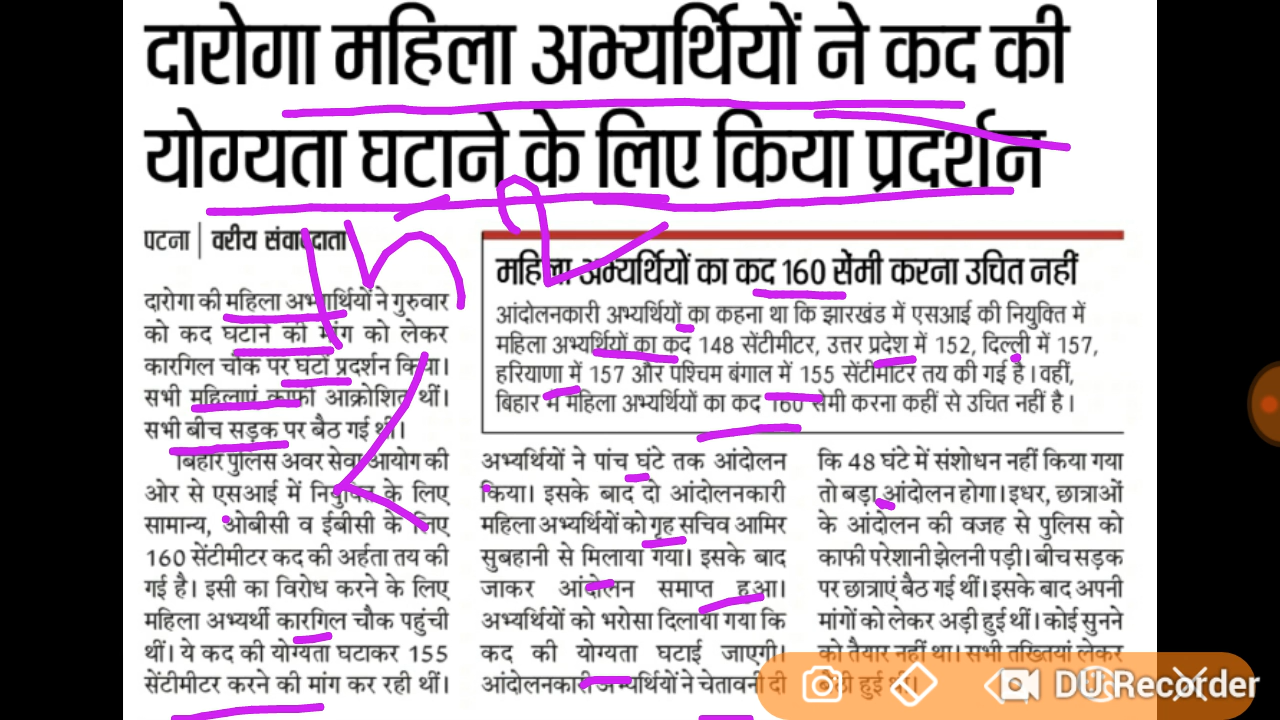 दारोगा महिला अभ्यर्थियों ने कद की
योग्यता घटाने के लिए किया प्रदर्शन
पटना | वरीय संवाददाता
दारोगा की महिला अभ्यर्थियों ने गुरुवार
को कद घटाने की मांग को लेकर
कारगिल चौक पर घंटों प्रदर्शन किया।
सभी महिलाएं काफी आक्रोशित थीं।
सभी बीच सड़क पर बैठ गई थीं।
बिहार पुलिस अवर सेवा आयोग की
ओर से एसआई में नियुक्ति के लिए
सामान्य, ओबीसी व ईबीसी के लिए
160 सेंटीमीटर कद की अर्हता तय की
गई है। इसी का विरोध करने के लिए
महिला अभ्यर्थी कारगिल चौक पहुंची
थीं। ये कद की योग्यता घटाकर 155
सेंटीमीटर करने की मांग कर रही थीं।
महिला अभ्यर्थियों का कद 160 सेंमी करना उचित नहीं
आंदोलनकारी अभ्यर्थियों का कहना था कि झारखंड में एसआई की नियुक्ति में
महिला अभ्यर्थियों का कद 148 सेंटीमीटर, उत्तर प्रदेश में 152, दिल्ली में 157,
हरियाणा में 157 और पश्चिम बंगाल में 155 सेंटीमीटर तय की गई है। वहीं,
बिहार में महिला अभ्यर्थियों का कद 160 सेमी करना कहीं से उचित नहीं है।
अभ्यर्थियों ने पांच घंटे तक आंदोलन
किया। इसके बाद दो आंदोलनकारी
महिला अभ्यर्थियों को गृह सचिव आमिर
सुबहानी से मिलाया गया। इसके बाद
जाकर आंदोलन समाप्त हुआ।
अभ्यर्थियों को भरोसा दिलाया गया कि
कद की योग्यता घटाई जाएगी।
आंदोलनकारी अभ्यर्थियों ने चेतावनी दी
कि 48 घंटे में संशोधन नहीं किया गया
तो बड़ा आंदोलन होगा। इधर, छात्राओं
के आंदोलन की वजह से पुलिस को
काफी परेशानी झेलनी पड़ी। बीच सड़क
पर छात्राएं बैठ गई थीं। इसके बाद अपनी
मांगों को लेकर अड़ी हुई थीं। कोई सुनने
को तैयार नहीं था। सभी तख्तियां लेकर
बैठी हुई थीं।
DU Recorder